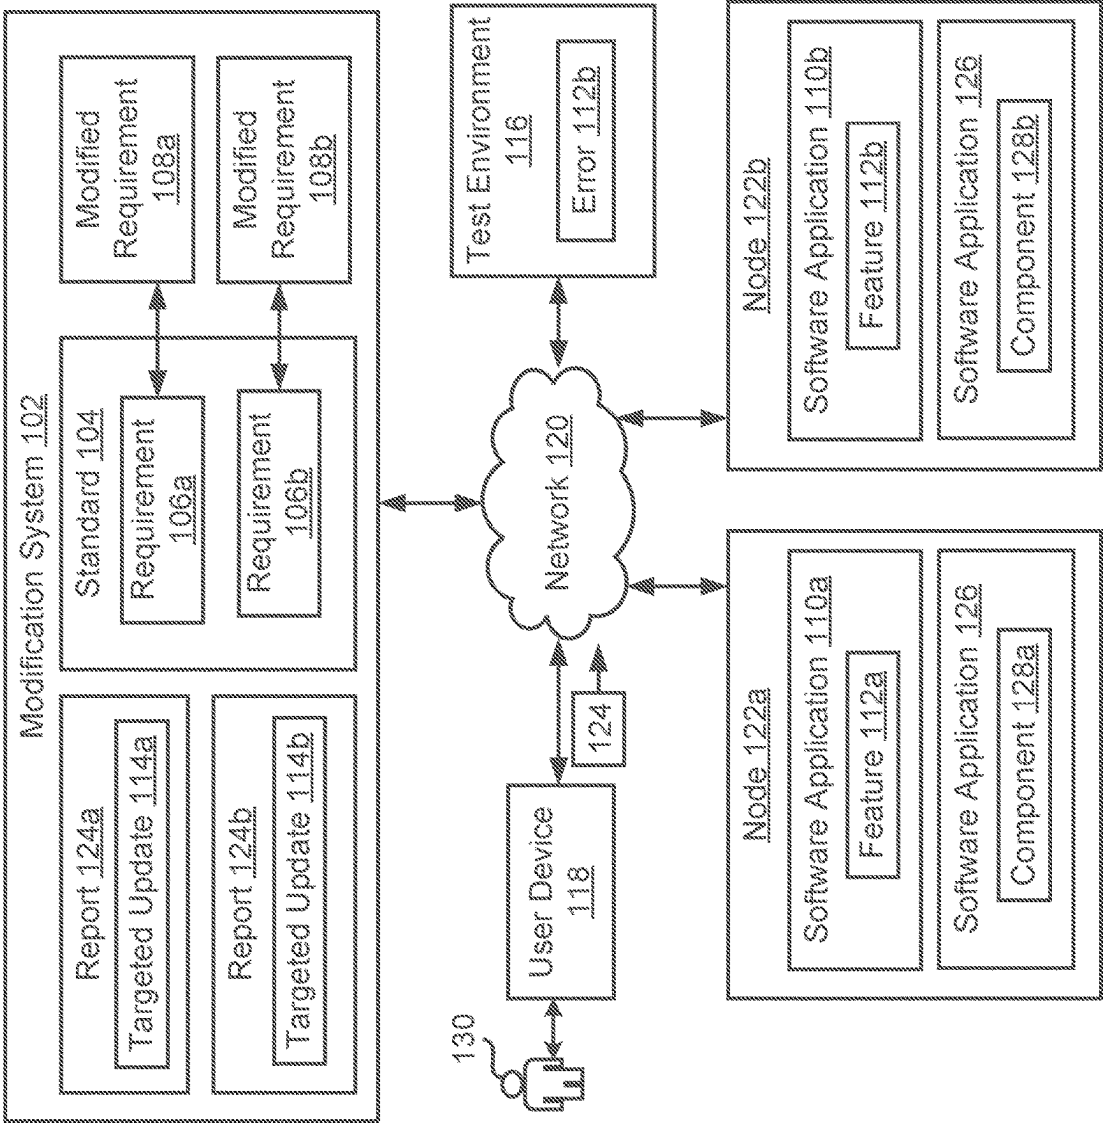 Modification System 102
Report 124a
Targeted Update 114a
Report 124b
Targeted Update 114b
Standard 104
Requirement
106a
Requirement
106b
Modified
Requirement
108a
Modified
Requirement
108b
130
User Device
118
124
Network 120
Test Environment
116
Error 112b
Node 122a
Software Application 110a
Feature 112a
Software Application 126
Component 128a
Node 122b
Software Application 110b
Feature 112b
Software Application 126
Component 128b